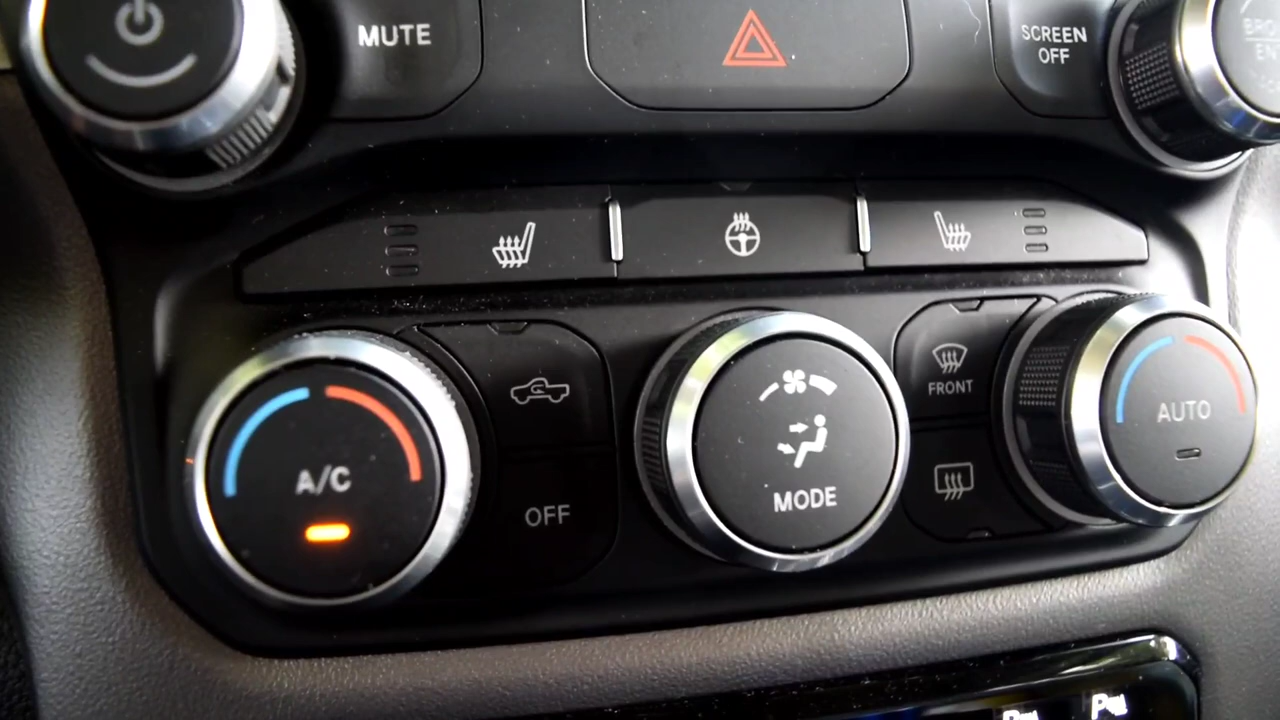 MUTE
SCREEN
OFF
A/C
OFF
MODE
FRONT
AUTO